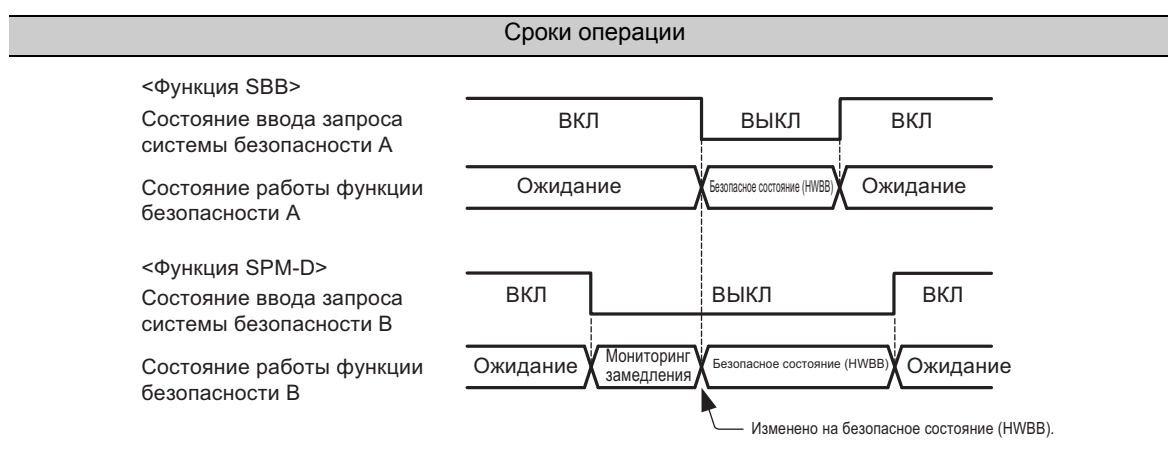 Сроки операции
<Функция SBB>
Состояние ввода запроса
системы безопасности A
ВКЛ
ВЫКЛ
ВКЛ
Состояние работы функции
безопасности A
Ожидание
Безопасное состояние (HWBB)
Ожидание
<Функция SPM-D>
Состояние ввода запроса
системы безопасности B
ВКЛ
ВЫКЛ
ВКЛ
Состояние работы функции
безопасности B
Ожидание
Мониторинг
замедления
Безопасное состояние (HWBB)
Ожидание
Изменено на безопасное состояние (HWBB).